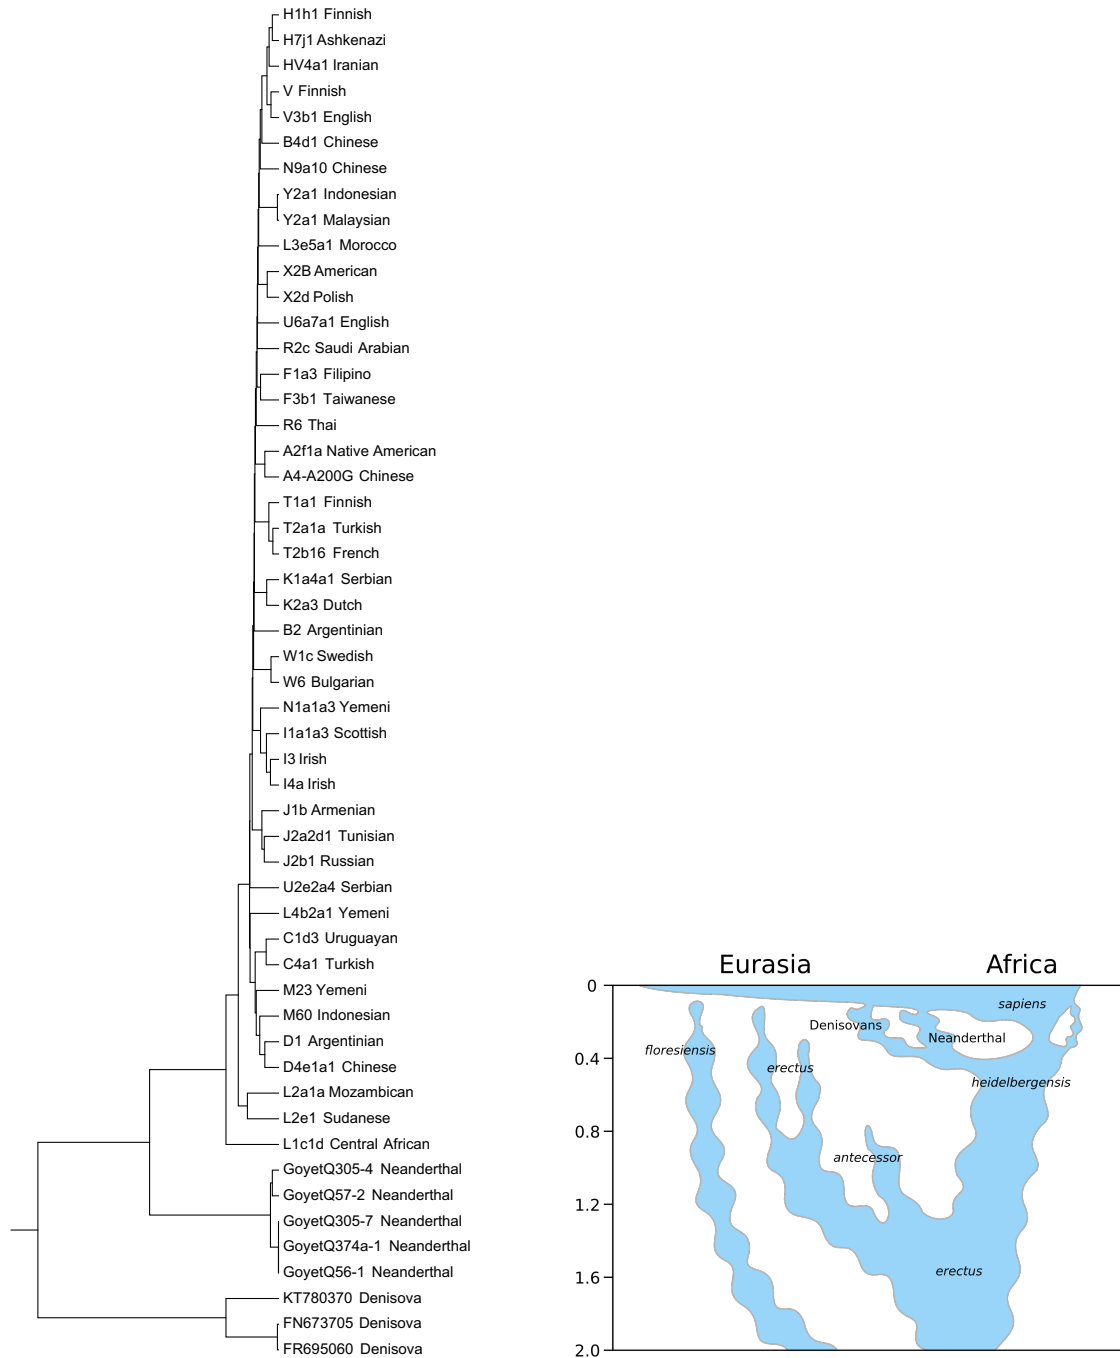 H1h1 Finnish
H7j1 Ashkenazi
HV4a1 Iranian
V Finnish
V3b1 English
B4d1 Chinese
N9a10 Chinese
Y2a1 Indonesian
Y2a1 Malaysian
L3e5a1 Morocco
X2B American
X2d Polish
U6a7a1 English
R2c Saudi Arabian
F1a3 Filipino
F3b1 Taiwanese
R6 Thai
A2f1a Native American
A4-A200G Chinese
T1a1 Finnish
T2a1a Turkish
T2b16 French
K1a4a1 Serbian
K2a3 Dutch
B2 Argentinian
W1c Swedish
W6 Bulgarian
N1a1a3 Yemeni
I1a1a3 Scottish
I3 Irish
I4a Irish
J1b Armenian
J2a2d1 Tunisian
J2b1 Russian
U2e2a4 Serbian
L4b2a1 Yemeni
C1d3 Uruguayan
C4a1 Turkish
M23 Yemeni
M60 Indonesian
D1 Argentinian
D4e1a1 Chinese
L2a1a Mozambican
L2e1 Sudanese
L1c1d Central African
GoyetQ305-4 Neanderthal
GoyetQ57-2 Neanderthal
GoyetQ305-7 Neanderthal
GoyetQ374a-1 Neanderthal
GoyetQ56-1 Neanderthal
KT780370 Denisova
FN673705 Denisova
FR695060 Denisova
Eurasia Africa
0
sapiens
Denisovans
Neanderthal
floresiensis
0.4
erectus
heidelbergensis
0.8
antecessor
1.2
erectus
1.6
2.0